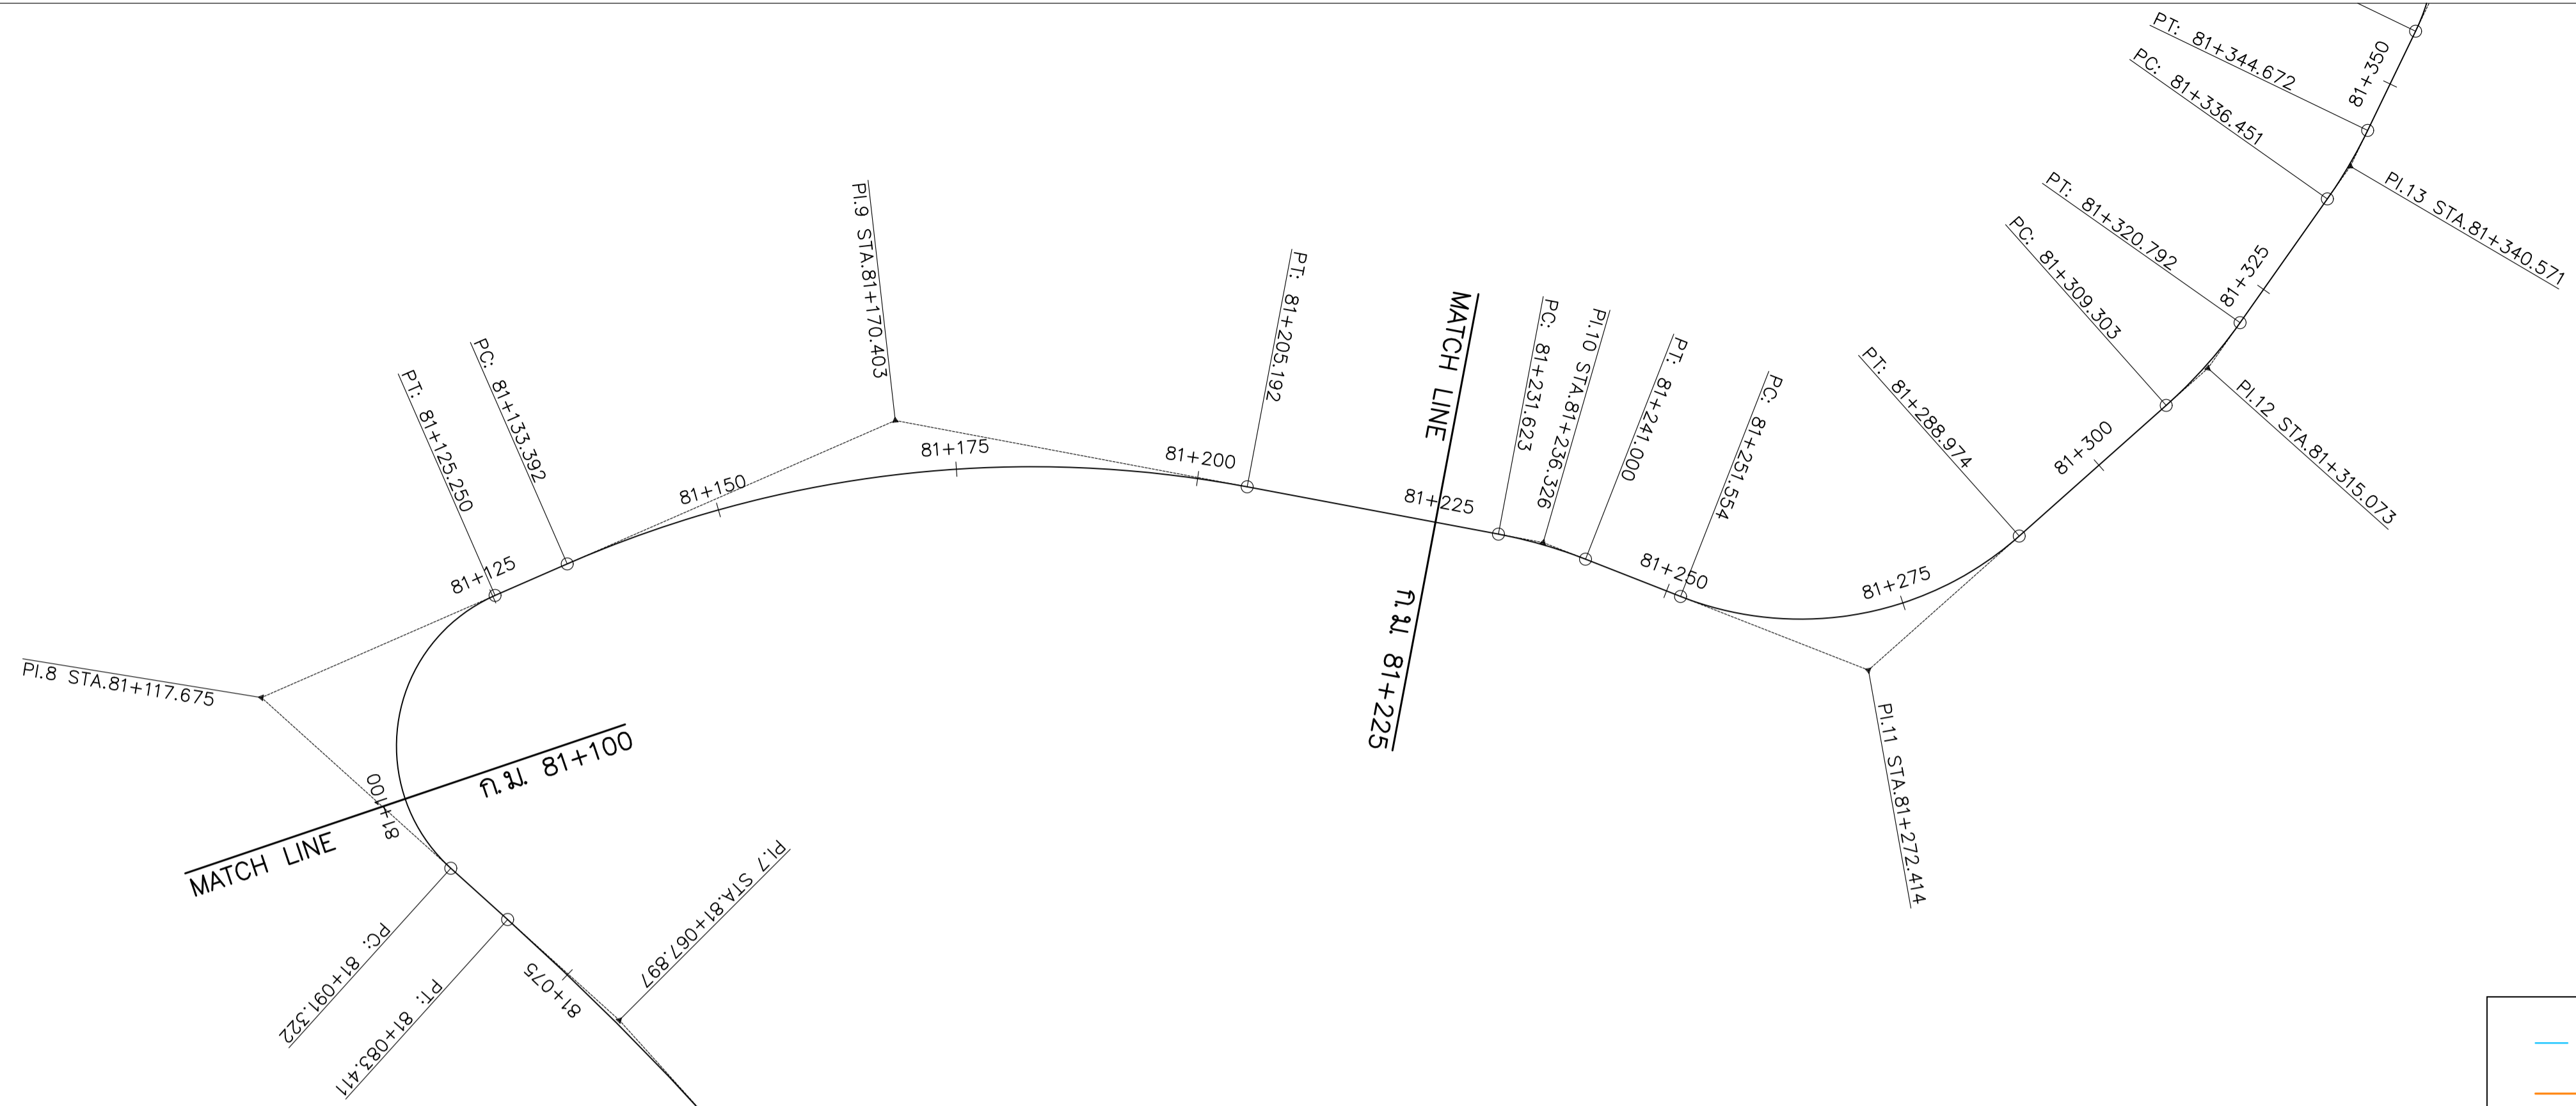 PI.7 STA.81+067.897
81+075
PT: 81+083.411
PC: 81+091.322
MATCH LINE
ก.ม. 81+100
81+100
PI.8 STA.81+117.675
81+125
PT: 81+125.250
PC: 81+133.392
81+150
PI.9 STA.81+170.403
81+175
81+200
PT: 81+205.192
MATCH LINE
ก.ม. 81+225
81+225
PC: 81+231.623
PI.10 STA.81+236.326
PT: 81+241.000
81+250
PC: 81+251.554
PI.11 STA.81+272.414
81+275
PT: 81+288.974
81+300
PC: 81+309.303
PI.12 STA.81+315.073
PT: 81+320.792
81+325
PC: 81+336.451
PI.13 STA.81+340.571
PT: 81+344.672
81+350